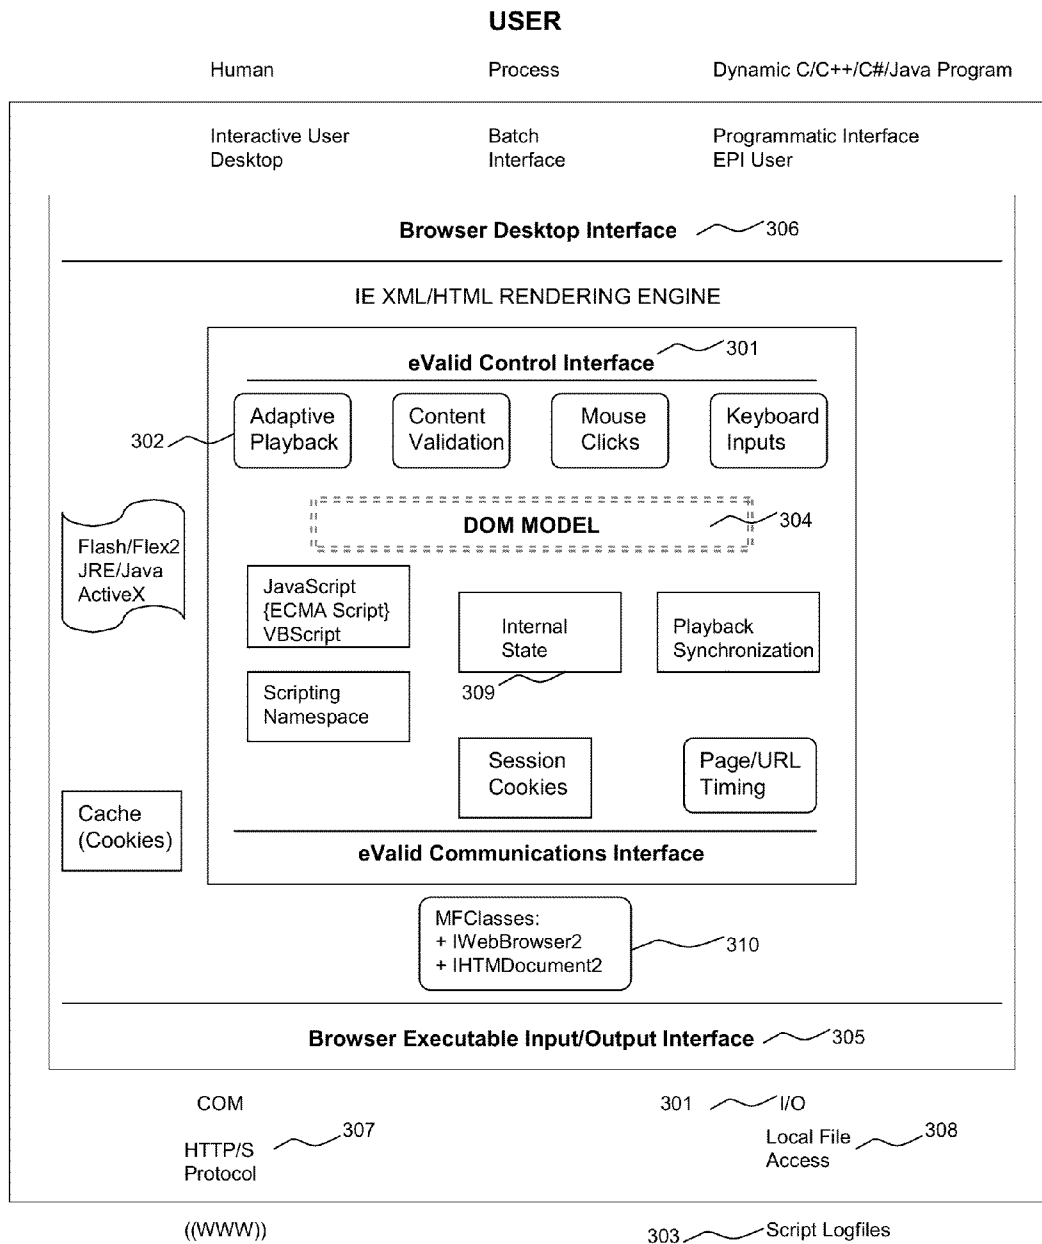 USER
Human
Process
Dynamic C/C++/C#/Java Program
Interactive User
Desktop
Batch
Interface
Programmatic Interface
EPI User
Browser Desktop Interface
306
IE XML/HTML RENDERING ENGINE
301
eValid Control Interface
302
Adaptive
Playback
Content
Validation
Mouse
Clicks
Keyboard
Inputs
DOM MODEL
304
Flash/Flex2
JRE/Java
ActiveX
JavaScript
{ECMA Script}
VBScript
Internal
State
309
Playback
Synchronization
Scripting
Namespace
Session
Cookies
Page/URL
Timing
Cache
(Cookies)
eValid Communications Interface
MFClasses:
+ IWebBrowser2
+ IHTMDocument2
310
Browser Executable Input/Output Interface
305
COM
301
I/O
HTTP/S
Protocol
307
Local File
Access
308
((WWW))
303
Script Logfiles